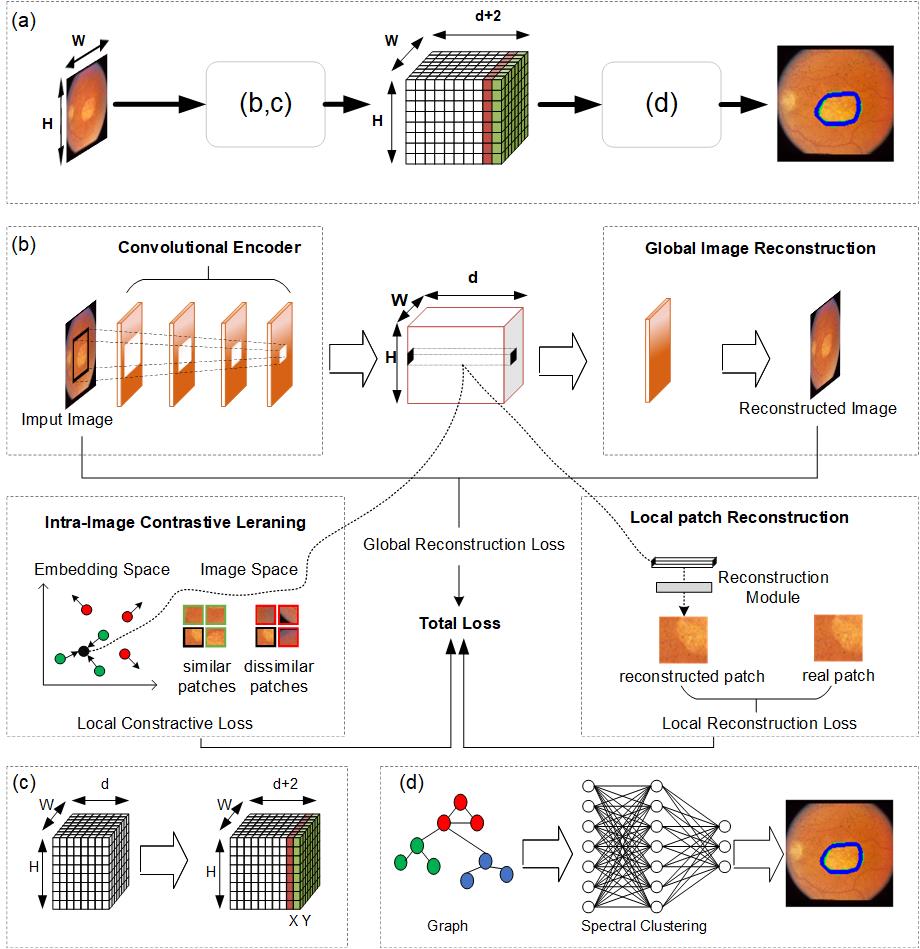 (a)
W
H
(b,c)
d+2
W
H
(d)
(b)
Convolutional Encoder
Imput Image
d
W
H
Global Image Reconstruction
Reconstructed Image
Intra-Image Contrastive Leraning
Embedding Space
Image Space
similar
patches
dissimilar
patches
Local Constractive Loss
Global Reconstruction Loss
Total Loss
Local patch Reconstruction
Reconstruction
Module
reconstructed patch
real patch
Local Reconstruction Loss
(c)
d
W
H
d+2
W
H
X Y
(d)
Graph
Spectral Clustering